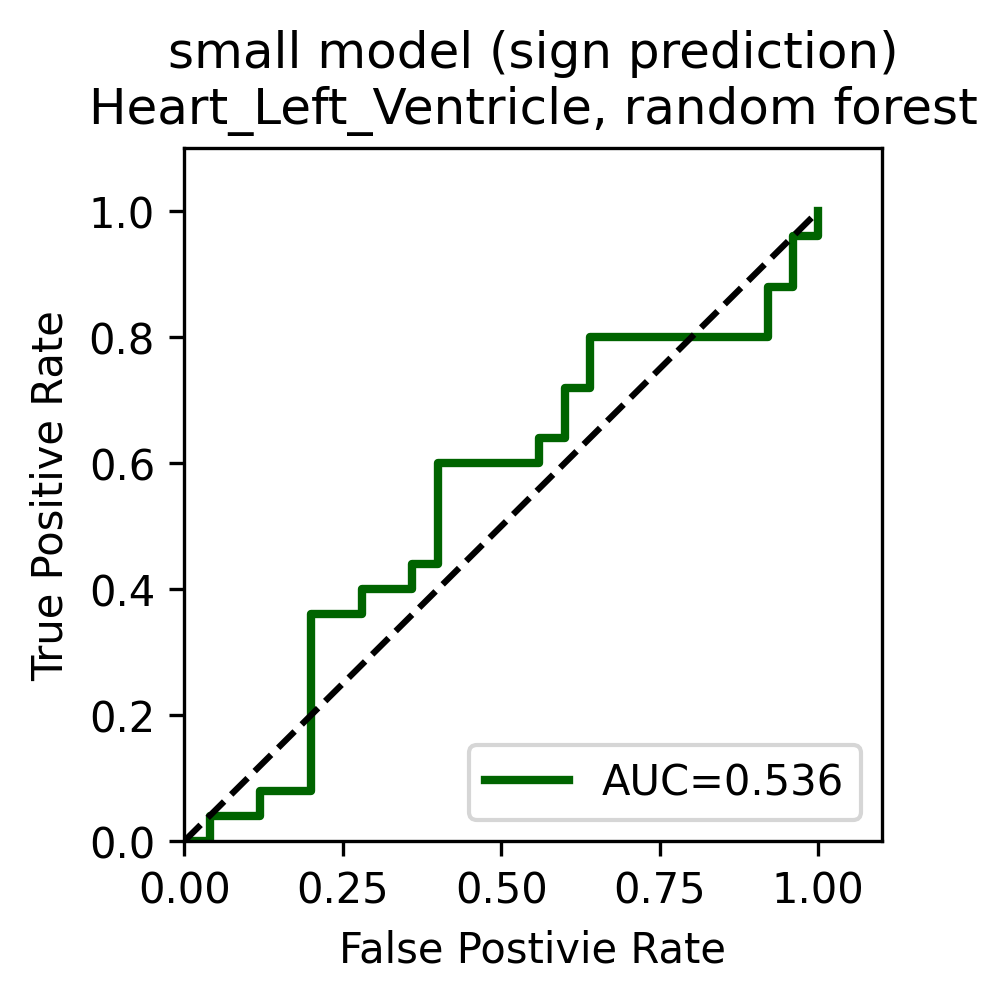 small model (sign prediction)
Heart_Left_Ventricle, random forest
True Positive Rate
1.0
0.8
0.6
0.4
0.2
0.0
AUC=0.536
0.00 0.25 0.50 0.75 1.00
False Postivie Rate